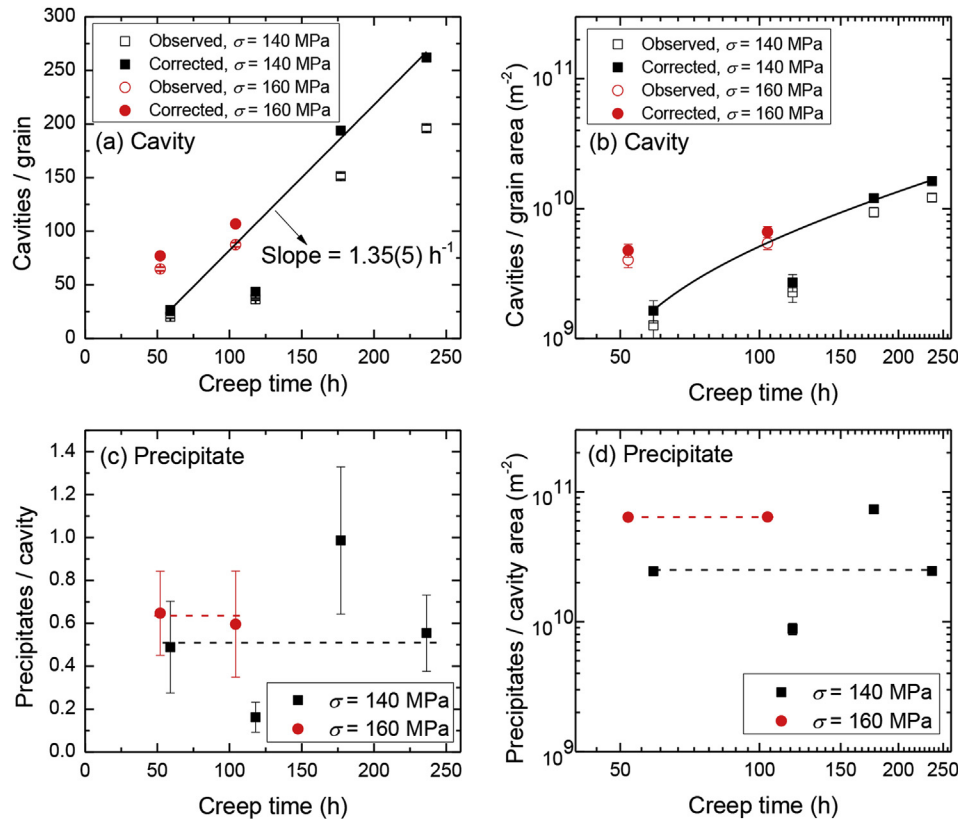 300
250
200
150
100
50
0
Cavities / grain
Observed, σ = 140 MPa
Corrected, σ = 140 MPa
Observed, σ = 160 MPa
Corrected, σ = 160 MPa
(a) Cavity
Slope = 1.35(5) h⁻¹
0 50 100 150 200 250
Creep time (h)
10¹¹
10¹⁰
10⁹
Cavities / grain area (m⁻²)
Observed, σ = 140 MPa
Corrected, σ = 140 MPa
Observed, σ = 160 MPa
Corrected, σ = 160 MPa
(b) Cavity
50 100 150 200 250
Creep time (h)
1.4
1.2
1.0
0.8
0.6
0.4
0.2
0.0
Precipitates / cavity
(c) Precipitate
σ = 140 MPa
σ = 160 MPa
0 50 100 150 200 250
Creep time (h)
10¹¹
10¹⁰
10⁹
Precipitates / cavity area (m⁻²)
(d) Precipitate
σ = 140 MPa
σ = 160 MPa
50 100 150 200 250
Creep time (h)